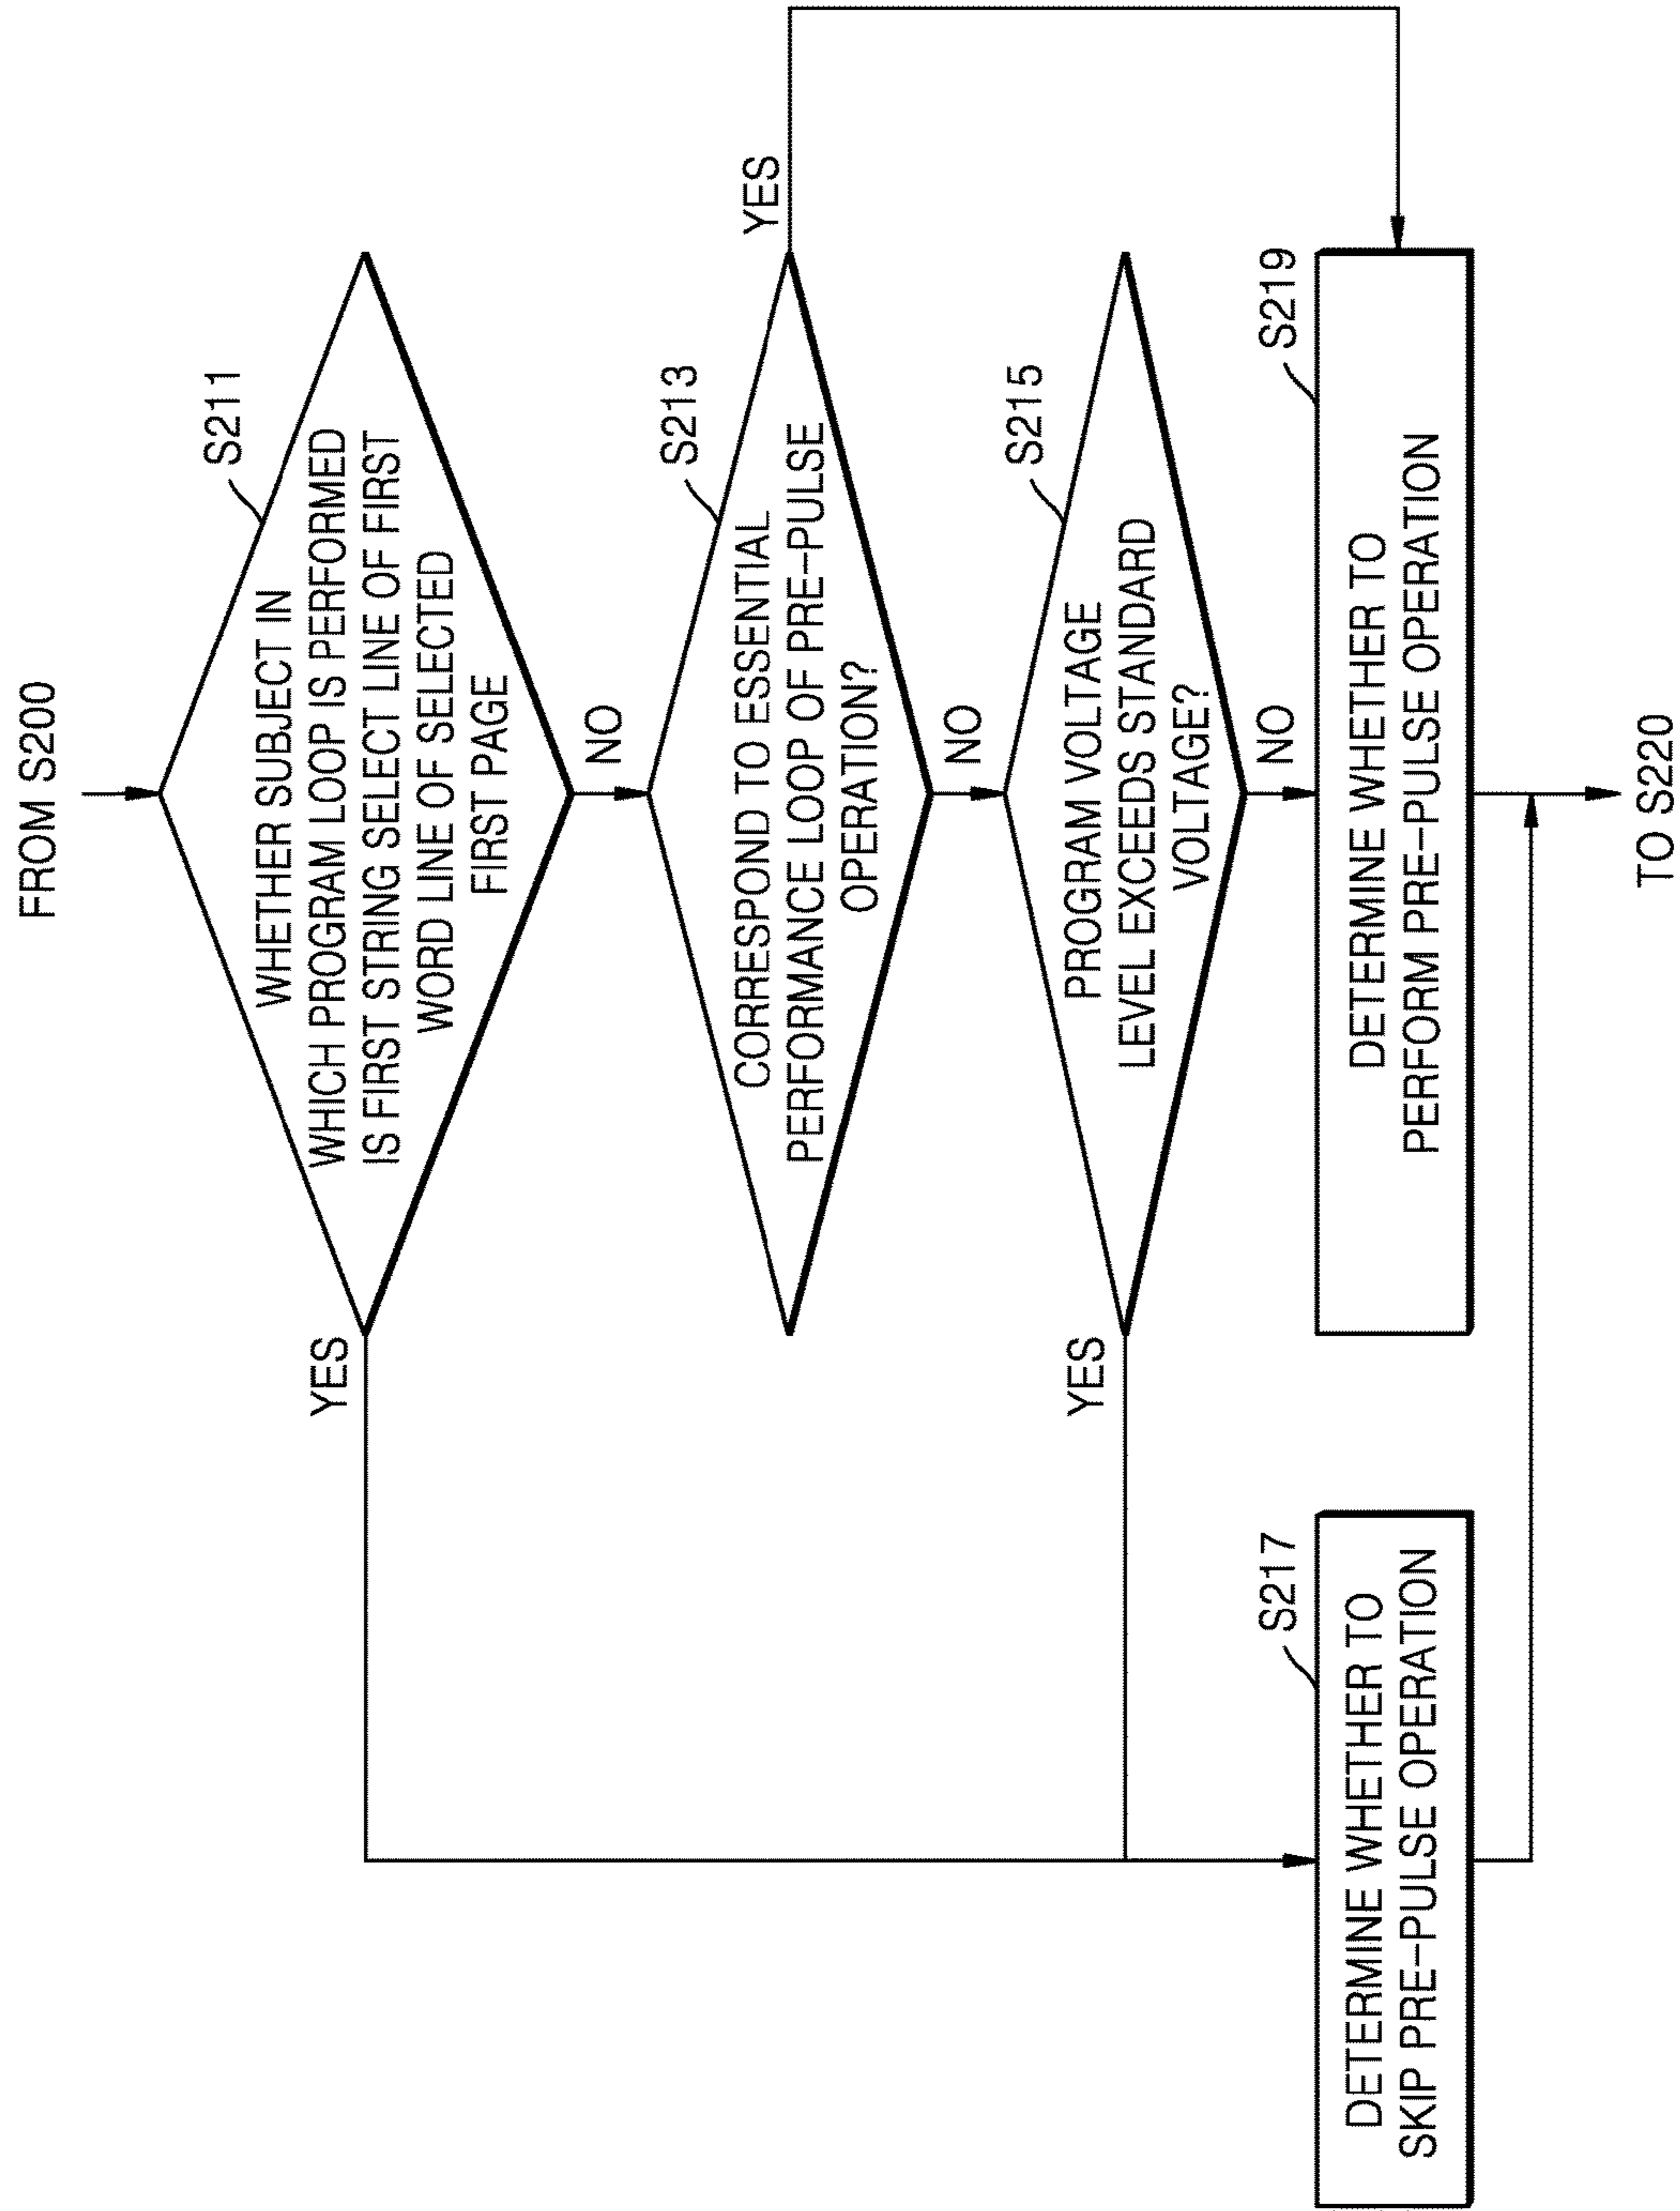 FROM S200
S211
WHETHER SUBJECT IN
WHICH PROGRAM LOOP IS PERFORMED
IS FIRST STRING SELECT LINE OF FIRST
WORD LINE OF SELECTED
FIRST PAGE
YES
NO
S213
CORRESPOND TO ESSENTIAL
PERFORMANCE LOOP OF PRE-PULSE
OPERATION?
YES
NO
S215
PROGRAM VOLTAGE
LEVEL EXCEEDS STANDARD
VOLTAGE?
YES
NO
S217
DETERMINE WHETHER TO
SKIP PRE-PULSE OPERATION
S219
DETERMINE WHETHER TO
PERFORM PRE-PULSE OPERATION
TO S220